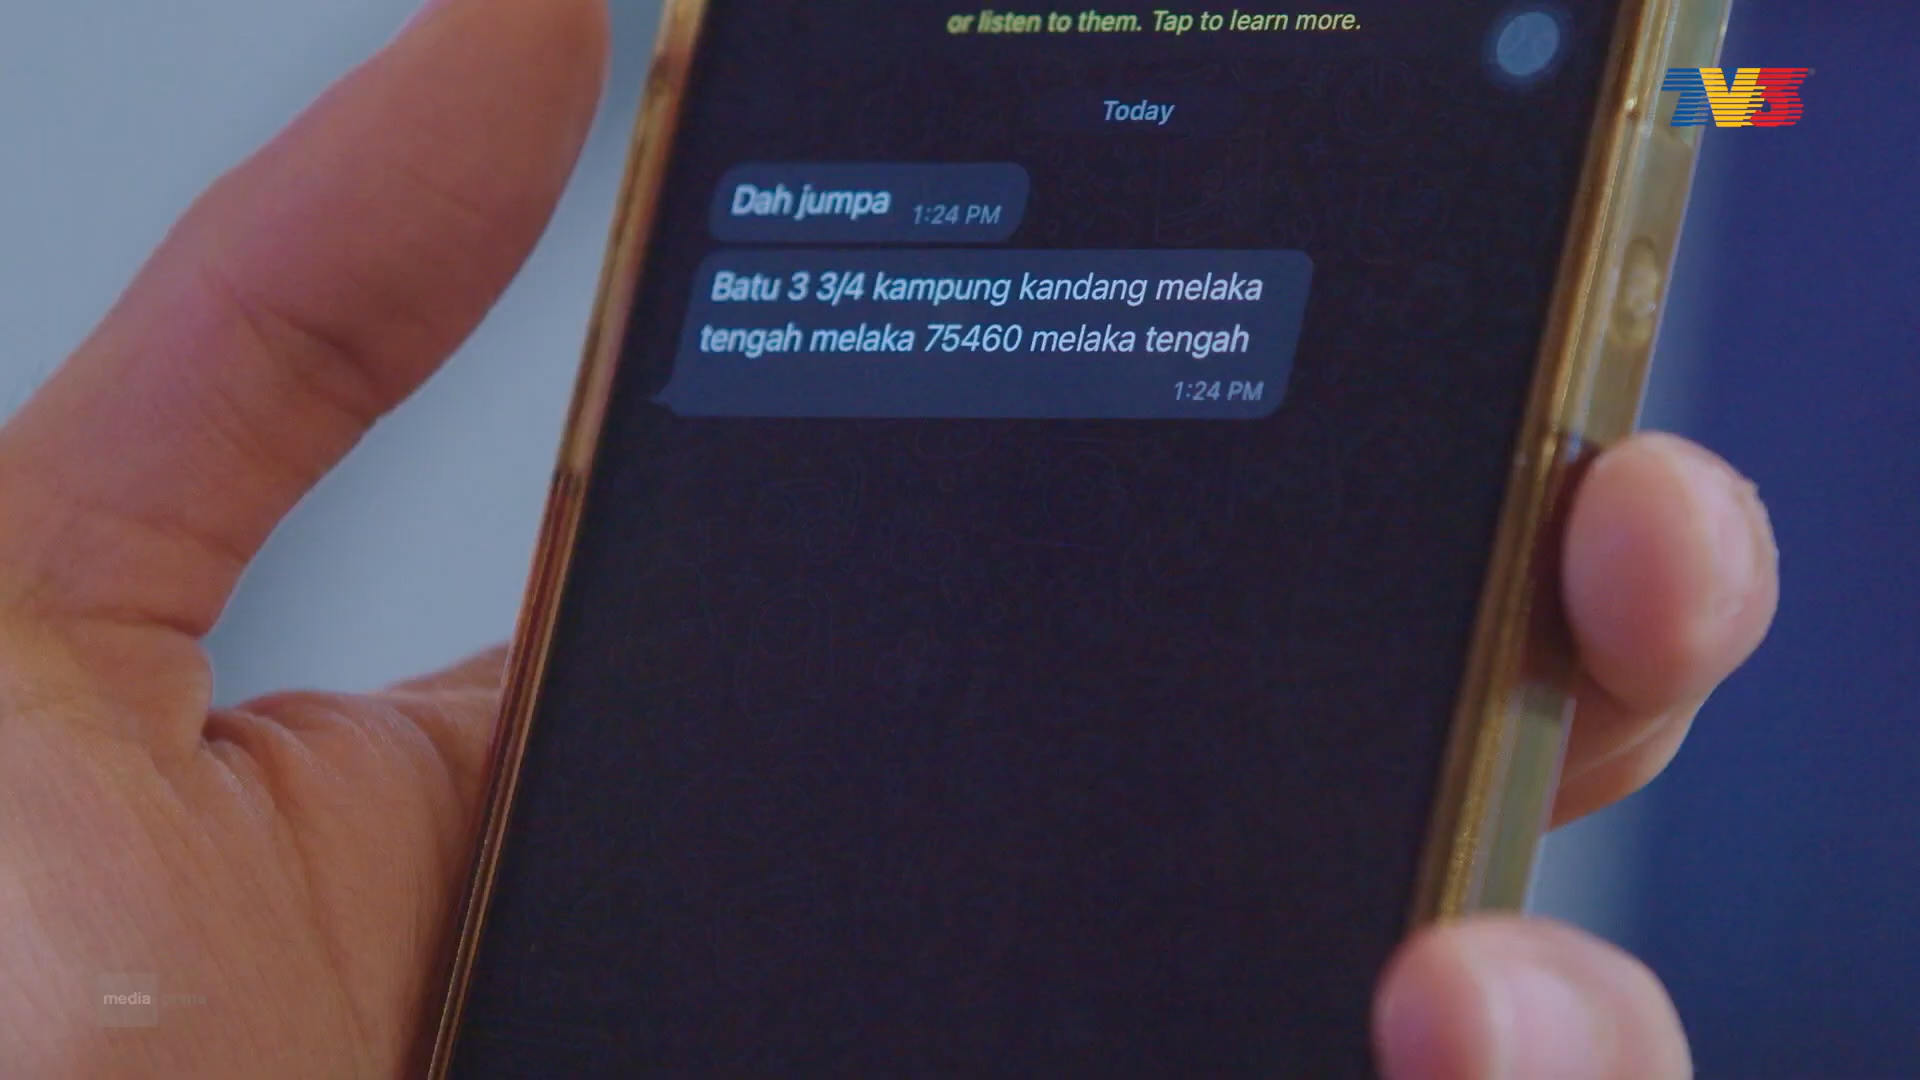 or listen to them. Tap to learn more.
TV3
Today
Dah jumpa 1:24 PM
Batu 3 3/4 kampung kandang melaka
tengah melaka 75460 melaka tengah
1:24 PM
media prima